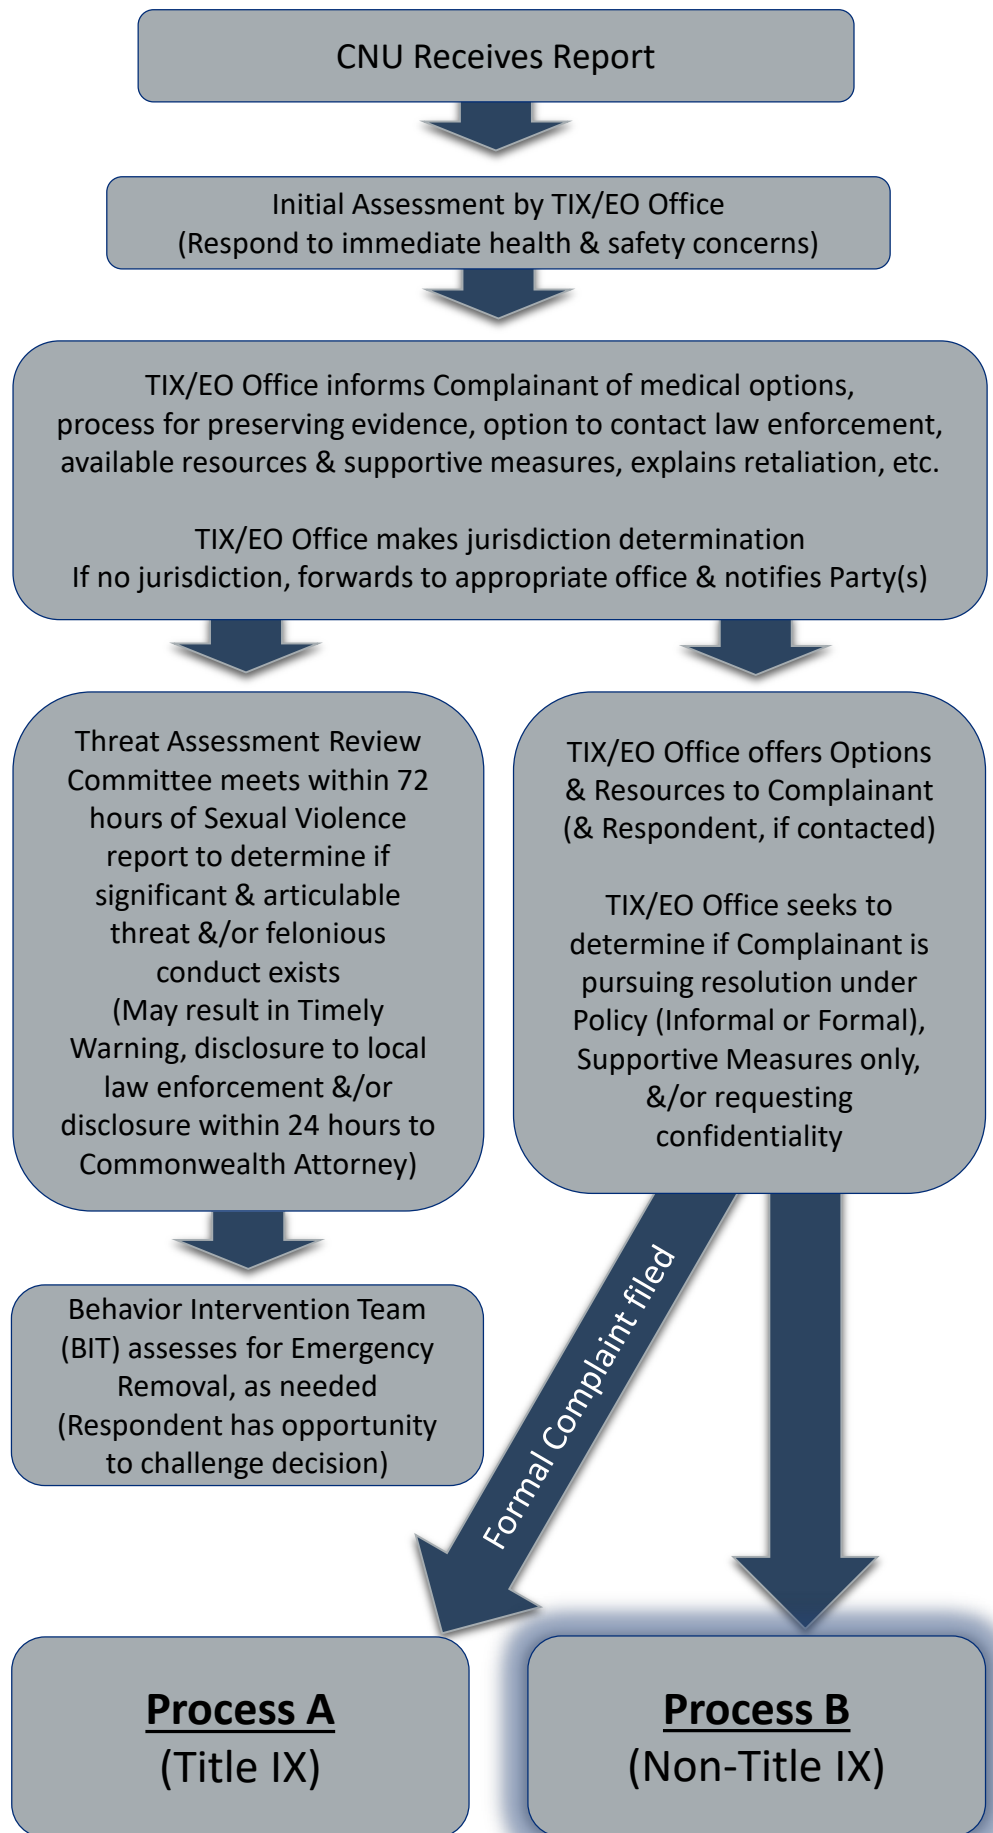 CNU Receives Report
Initial Assessment by TIX/EO Office
(Respond to immediate health & safety concerns)
TIX/EO Office informs Complainant of medical options,
process for preserving evidence, option to contact law enforcement,
available resources & supportive measures, explains retaliation, etc.
TIX/EO Office makes jurisdiction determination
If no jurisdiction, forwards to appropriate office & notifies Party(s)
Threat Assessment Review
Committee meets within 72
hours of Sexual Violence
report to determine if
significant & articulable
threat &/or felonious
conduct exists
(May result in Timely
Warning, disclosure to local
law enforcement &/or
disclosure within 24 hours to
Commonwealth Attorney)
TIX/EO Office offers Options
& Resources to Complainant
(& Respondent, if contacted)
TIX/EO Office seeks to
determine if Complainant is
pursuing resolution under
Policy (Informal or Formal),
Supportive Measures only,
&/or requesting
confidentiality
Behavior Intervention Team
(BIT) assesses for Emergency
Removal, as needed
(Respondent has opportunity
to challenge decision)
Formal Complaint filed
Process A
(Title IX)
Process B
(Non-Title IX)